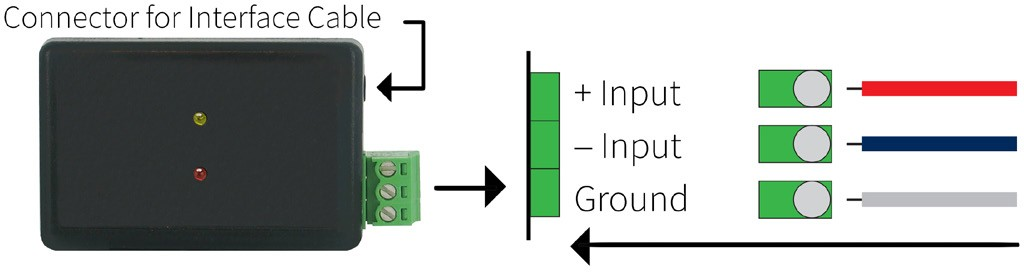 Connector for Interface Cable
+ Input
– Input
Ground